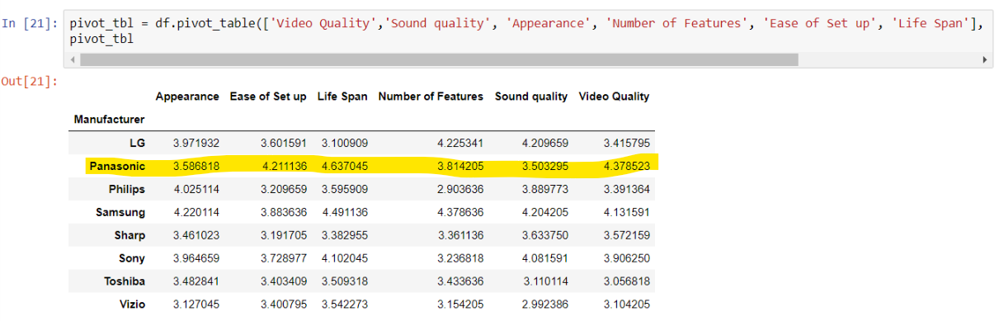 In [21]: pivot_tbl = df.pivot_table(['Video Quality','Sound quality', 'Appearance', 'Number of Features', 'Ease of Set up', 'Life Span'],
pivot_tbl
Out[21]:
Appearance Ease of Set up Life Span Number of Features Sound quality Video Quality
Manufacturer
LG 3.971932 3.601591 3.100909 4.225341 4.209659 3.415795
Panasonic 3.586818 4.211136 4.637045 3.814205 3.503295 4.378523
Philips 4.025114 3.209659 3.595909 2.903636 3.889773 3.391364
Samsung 4.220114 3.883636 4.491136 4.378636 4.204205 4.131591
Sharp 3.461023 3.191705 3.382955 3.361136 3.633750 3.572159
Sony 3.964659 3.728977 4.102045 3.236818 4.081591 3.906250
Toshiba 3.482841 3.403409 3.509318 3.433636 3.110114 3.056818
Vizio 3.127045 3.400795 3.542273 3.154205 2.992386 3.104205